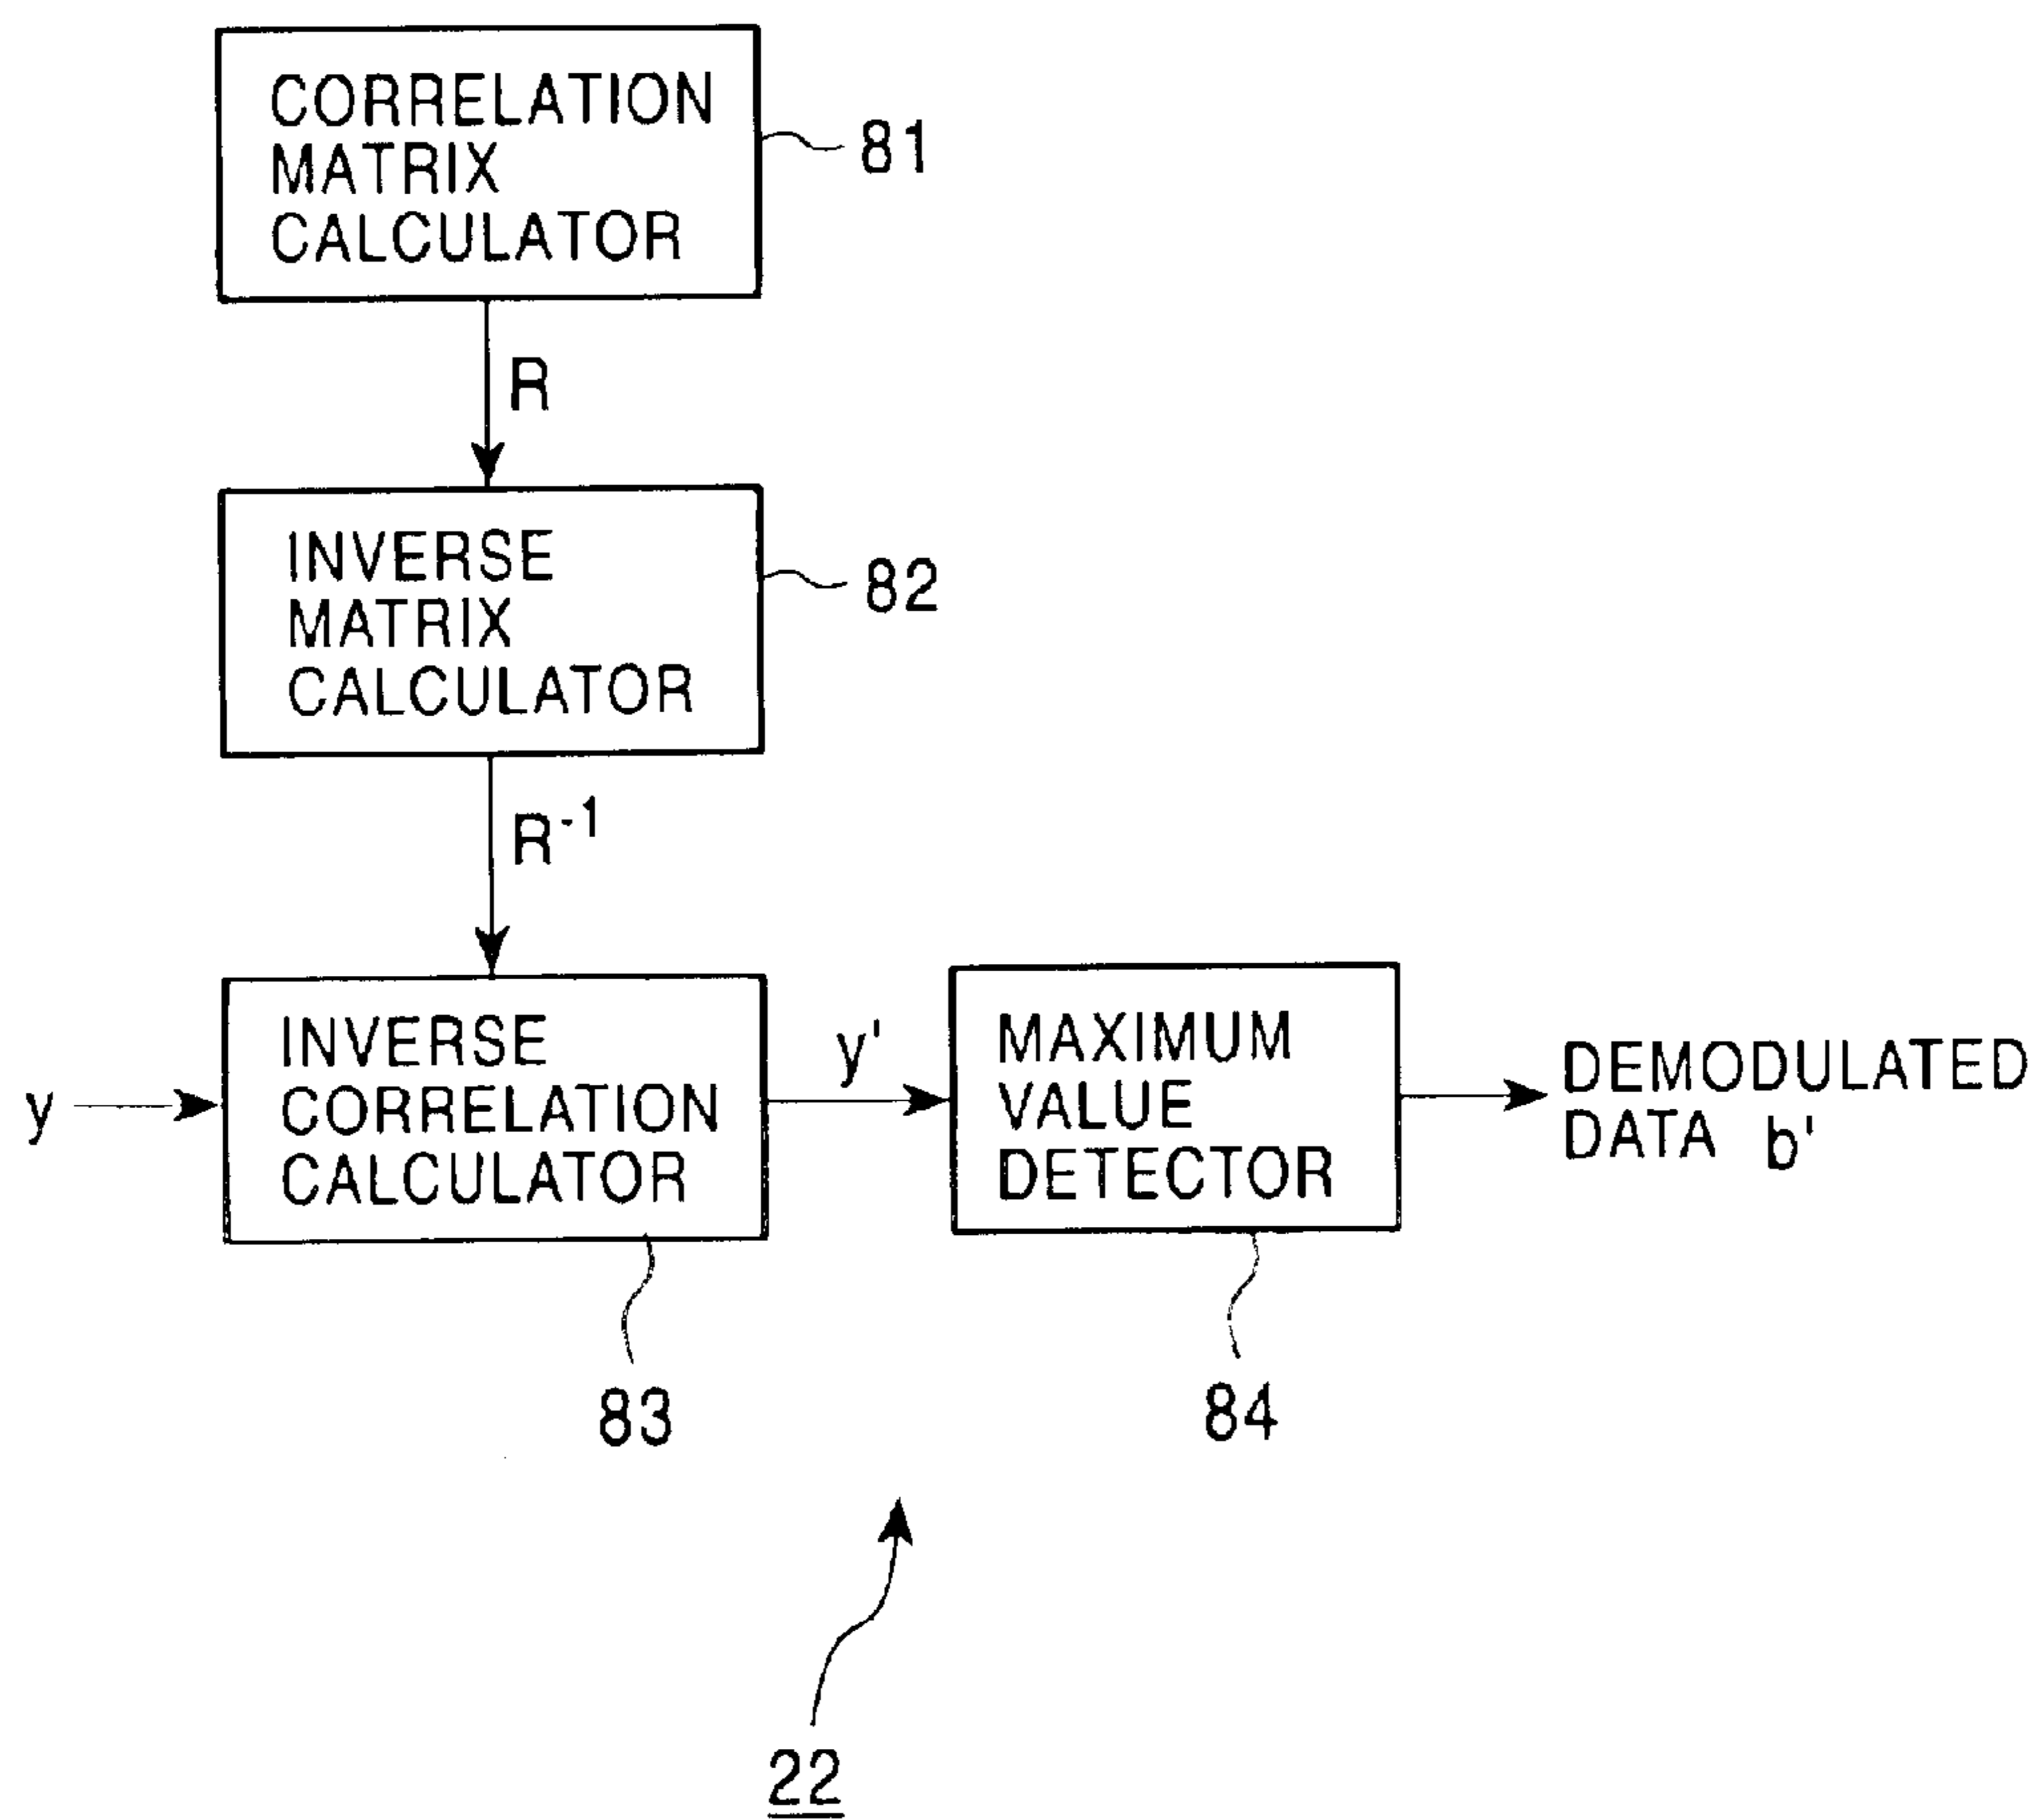 CORRELATION
MATRIX
CALCULATOR
81
R
INVERSE
MATRIX
CALCULATOR
82
R⁻¹
y
INVERSE
CORRELATION
CALCULATOR
y'
MAXIMUM
VALUE
DETECTOR
DEMODULATED
DATA b'
83
84
22